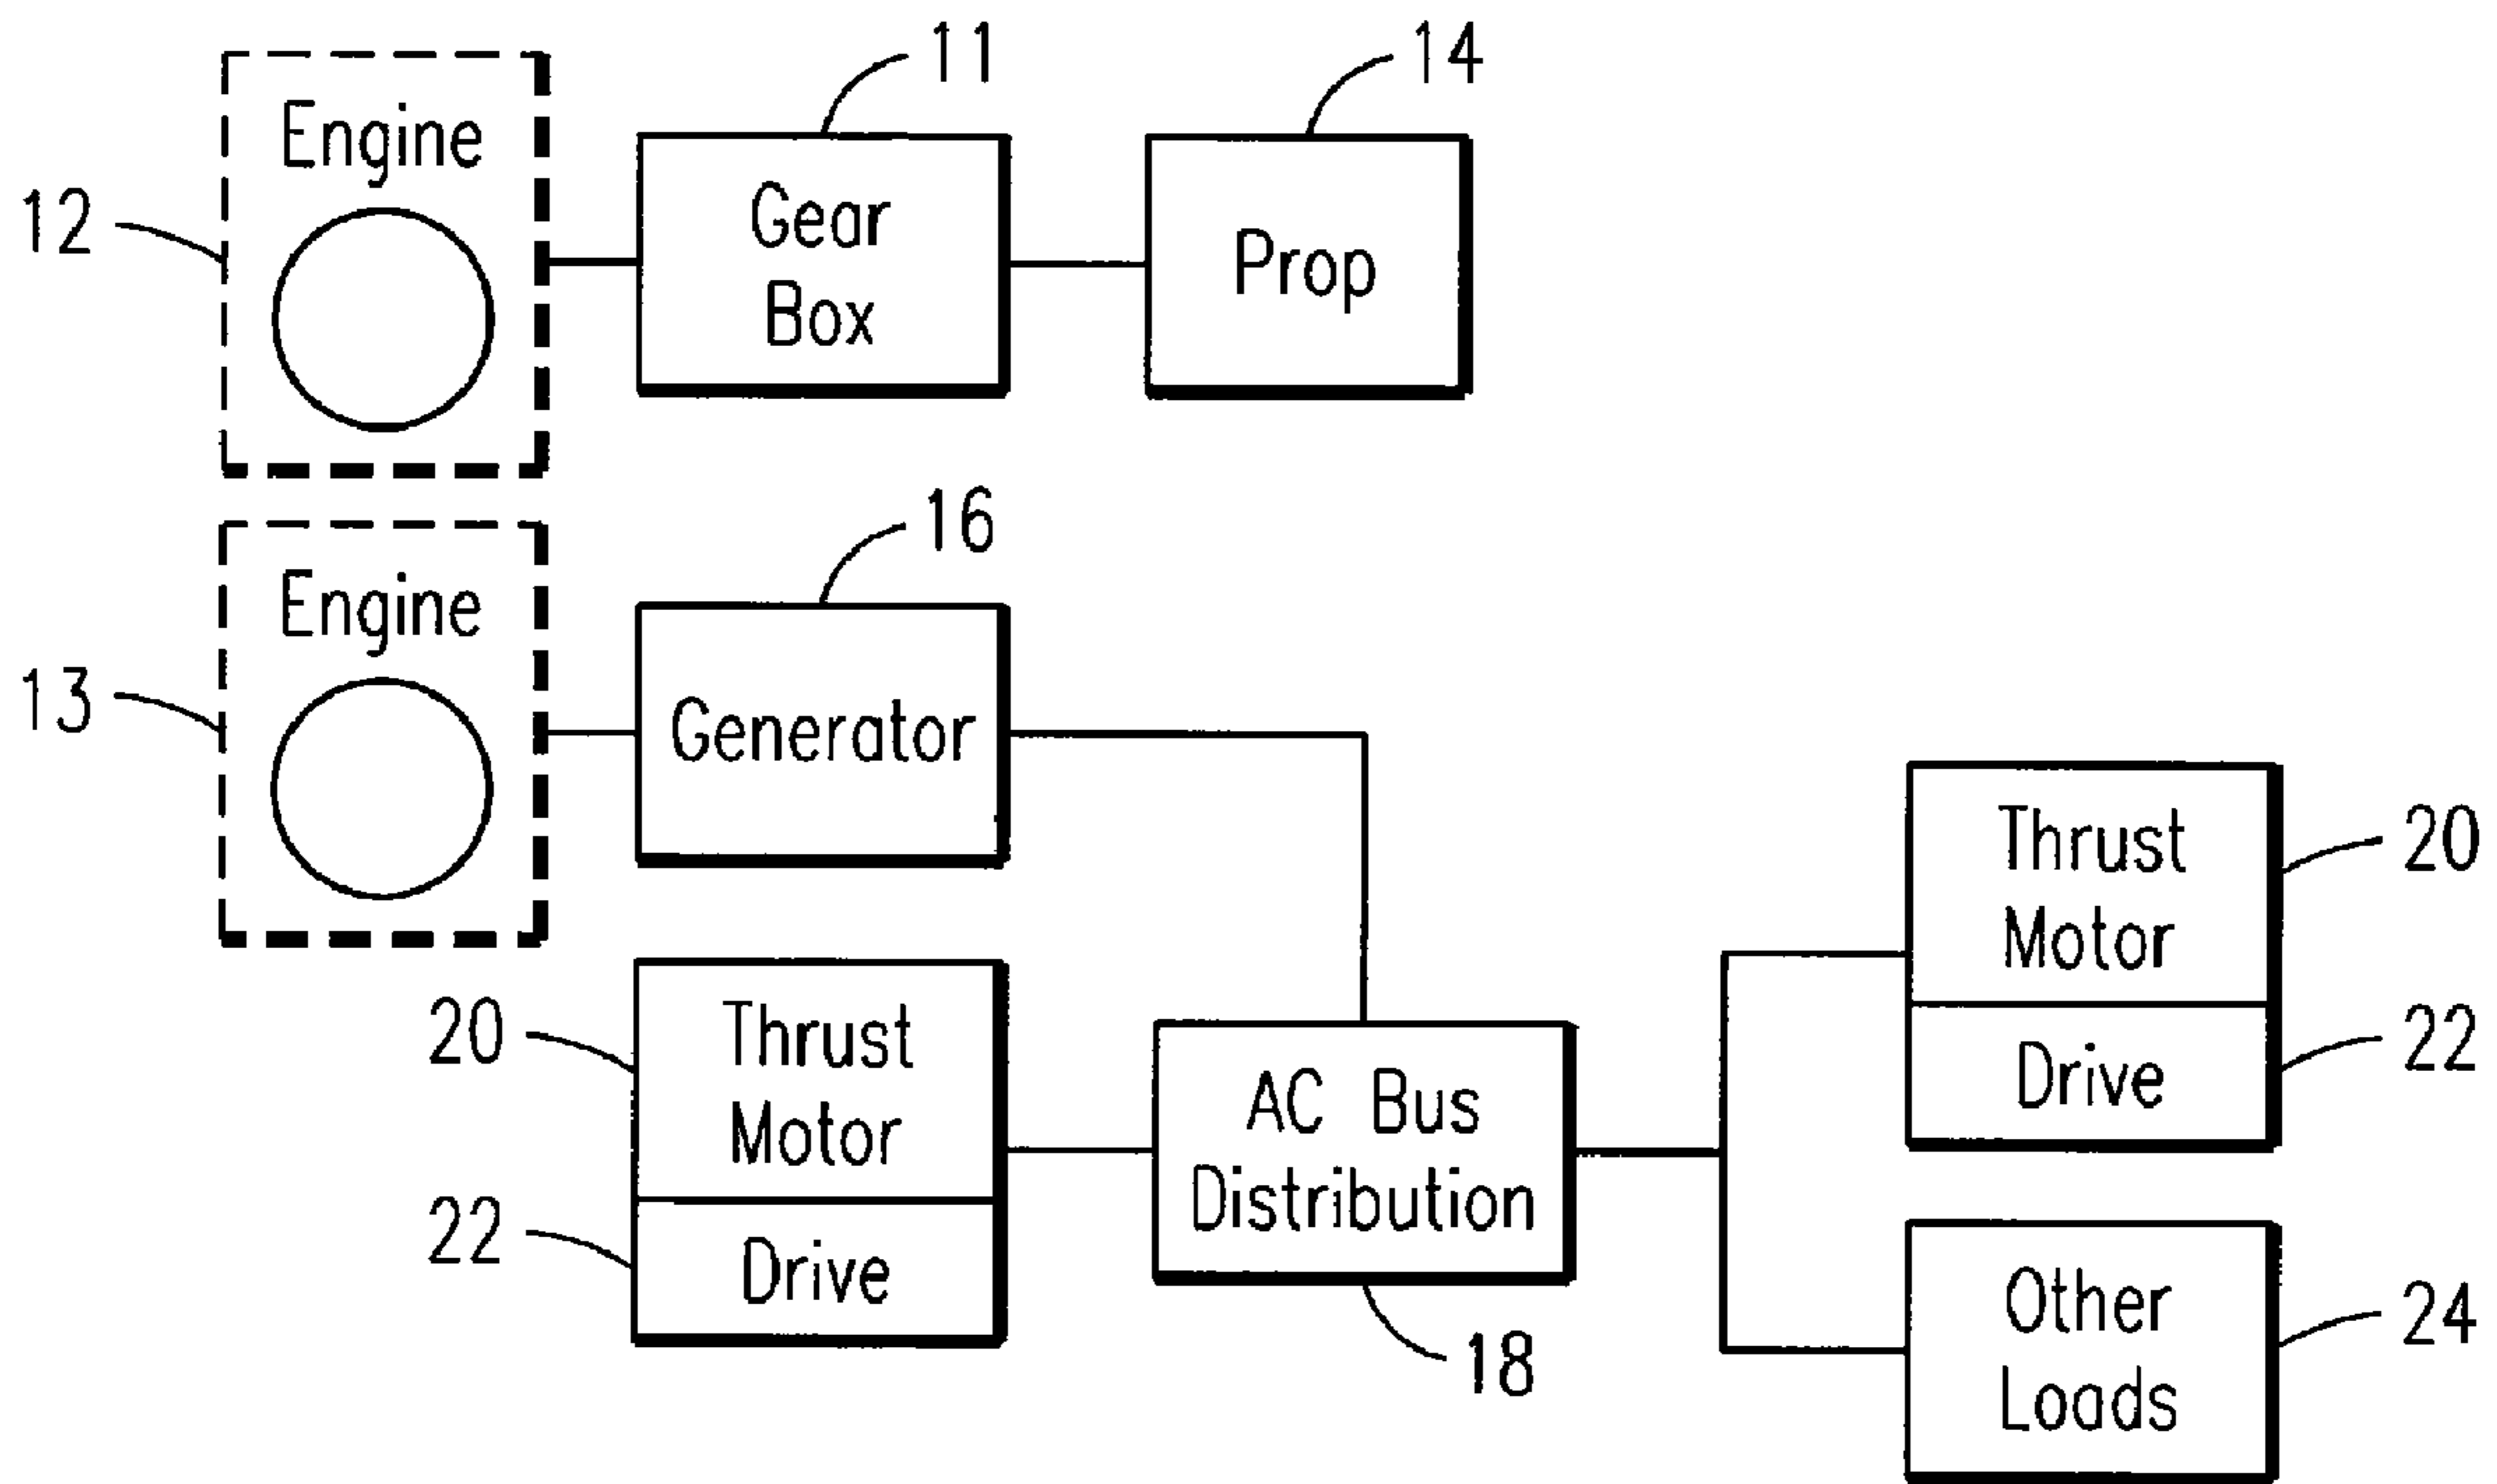 11
14
Engine
12
Gear
Box
Prop
16
Engine
13
Generator
Thrust
Motor
20
Drive
22
20
Thrust
Motor
22
Drive
AC Bus
Distribution
18
Other
Loads
24